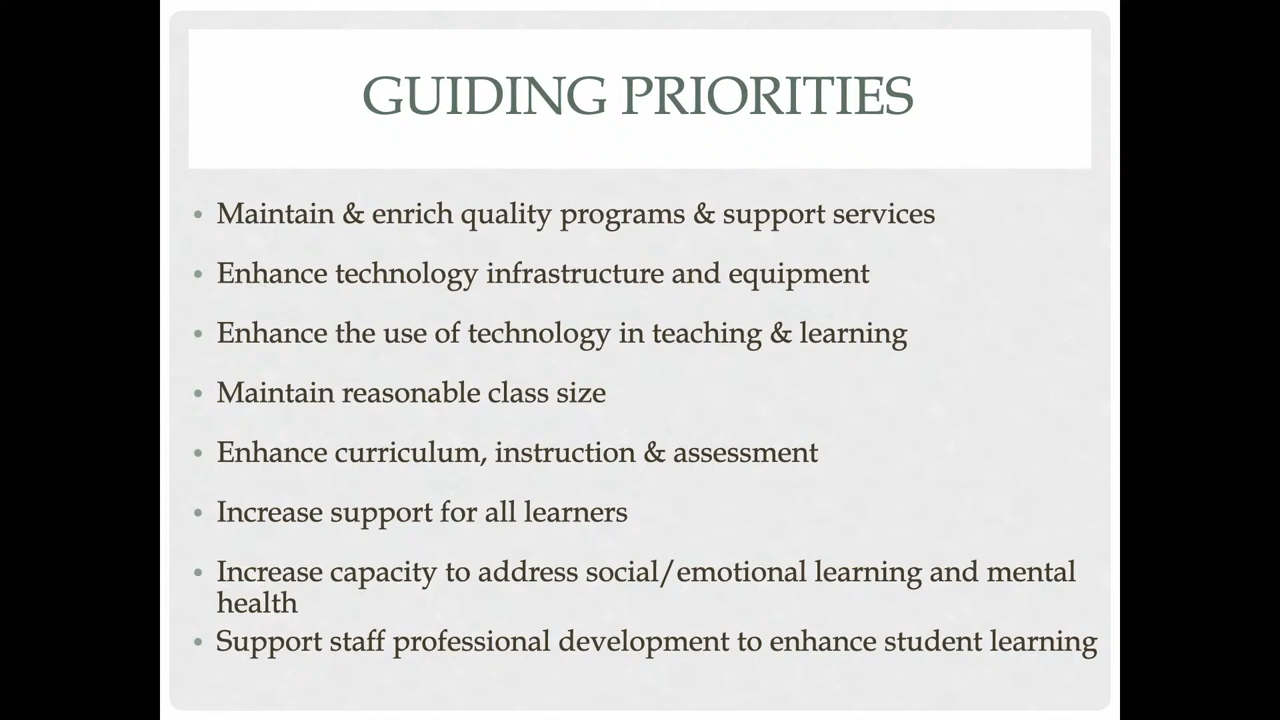 GUIDING PRIORITIES
• Maintain & enrich quality programs & support services
• Enhance technology infrastructure and equipment
• Enhance the use of technology in teaching & learning
• Maintain reasonable class size
• Enhance curriculum, instruction & assessment
• Increase support for all learners
• Increase capacity to address social/emotional learning and mental
health
• Support staff professional development to enhance student learning